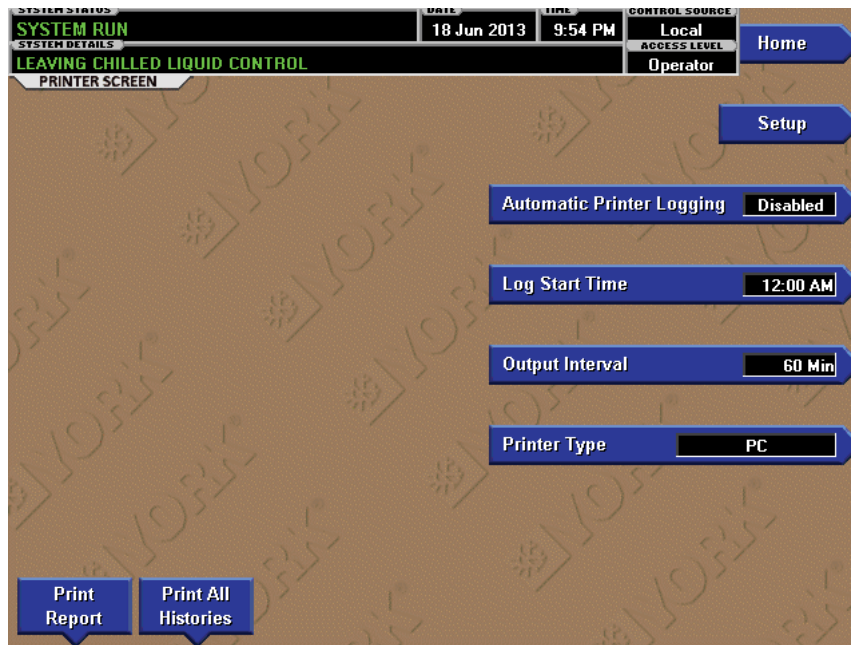 SYSTEM STATUS
SYSTEM RUN
DATE
18 Jun 2013
TIME
9:54 PM
CONTROL SOURCE
Local
SYSTEM DETAILS
LEAVING CHILLED LIQUID CONTROL
ACCESS LEVEL
Operator
Home
PRINTER SCREEN
Setup
Automatic Printer Logging Disabled
Log Start Time 12:00 AM
Output Interval 60 Min
Printer Type PC
YORK®
Print Report
Print All Histories